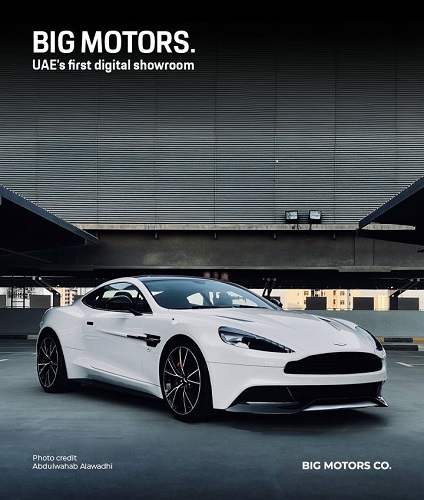 BIG MOTORS.
UAE's first digital showroom
Photo credit
Abdulwahab Alawadhi
BIG MOTORS CO.